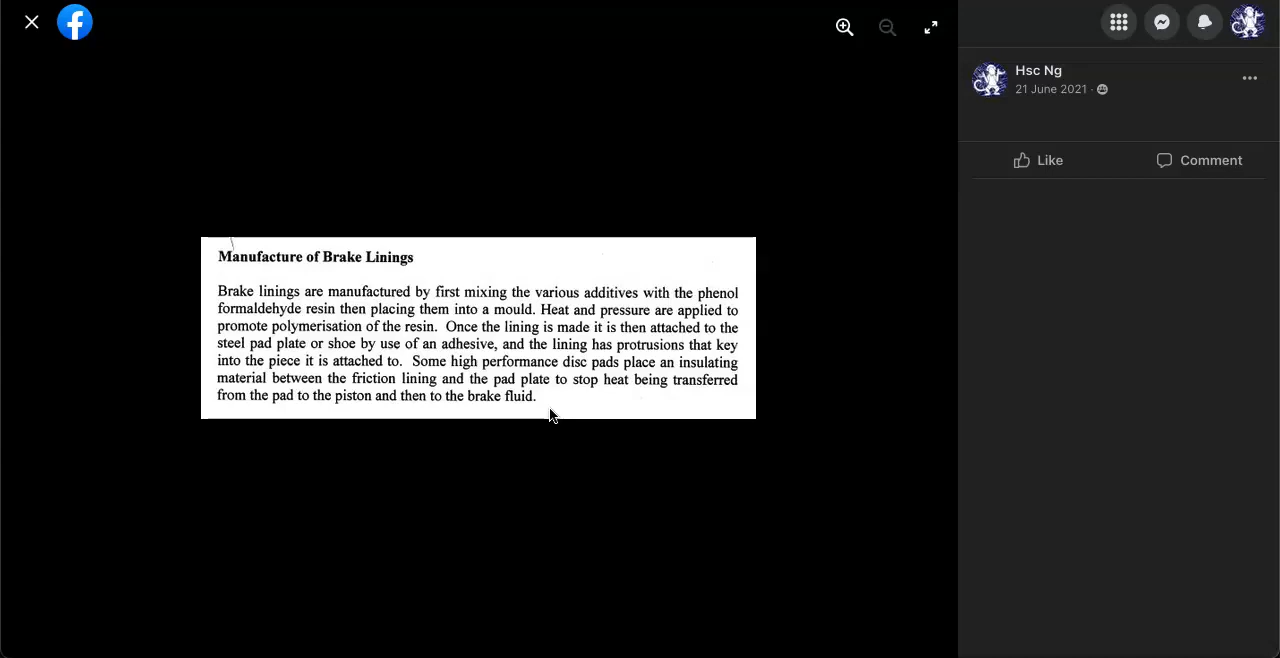 Hsc Ng
21 June 2021 ·
Like
Comment
Manufacture of Brake Linings
Brake linings are manufactured by first mixing the various additives with the phenol
formaldehyde resin then placing them into a mould. Heat and pressure are applied to
promote polymerisation of the resin. Once the lining is made it is then attached to the
steel pad plate or shoe by use of an adhesive, and the lining has protrusions that key
into the piece it is attached to. Some high performance disc pads place an insulating
material between the friction lining and the pad plate to stop heat being transferred
from the pad to the piston and then to the brake fluid.